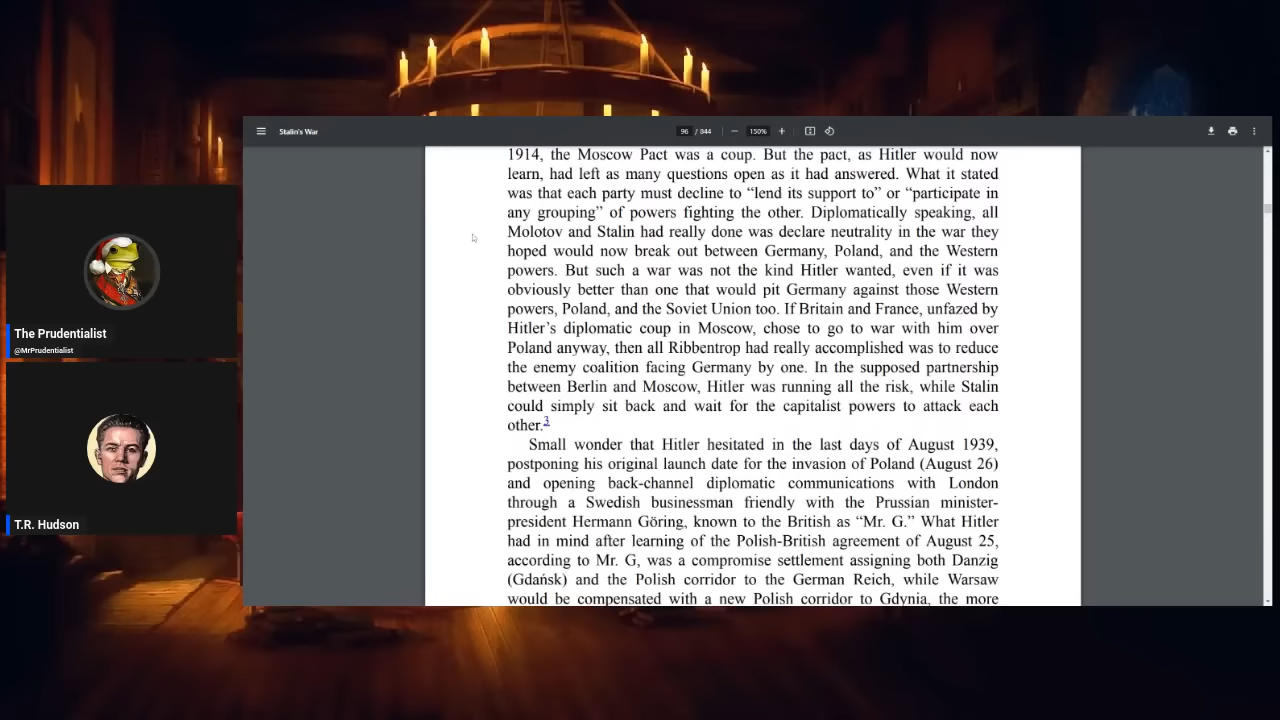 Stalin's War
96 / 844
150%
1914, the Moscow Pact was a coup. But the pact, as Hitler would now
learn, had left as many questions open as it had answered. What it stated
was that each party must decline to “lend its support to” or “participate in
any grouping” of powers fighting the other. Diplomatically speaking, all
Molotov and Stalin had really done was declare neutrality in the war they
hoped would now break out between Germany, Poland, and the Western
powers. But such a war was not the kind Hitler wanted, even if it was
obviously better than one that would pit Germany against those Western
powers, Poland, and the Soviet Union too. If Britain and France, unfazed by
Hitler’s diplomatic coup in Moscow, chose to go to war with him over
Poland anyway, then all Ribbentrop had really accomplished was to reduce
the enemy coalition facing Germany by one. In the supposed partnership
between Berlin and Moscow, Hitler was running all the risk, while Stalin
could simply sit back and wait for the capitalist powers to attack each
other.3
Small wonder that Hitler hesitated in the last days of August 1939,
postponing his original launch date for the invasion of Poland (August 26)
and opening back-channel diplomatic communications with London
through a Swedish businessman friendly with the Prussian minister-
president Hermann Göring, known to the British as “Mr. G.” What Hitler
had in mind after learning of the Polish-British agreement of August 25,
according to Mr. G, was a compromise settlement assigning both Danzig
(Gdańsk) and the Polish corridor to the German Reich, while Warsaw
would be compensated with a new Polish corridor to Gdynia, the more
The Prudentialist
@MrPrudentialist
T.R. Hudson